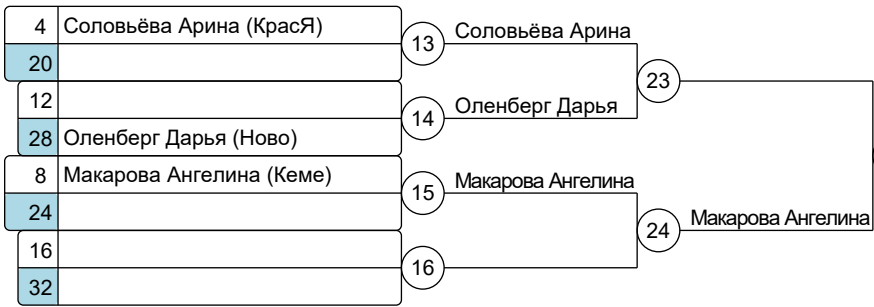 4 Соловьёва Арина (КрасЯ)
20
12
28 Оленберг Дарья (Ново)
8 Макарова Ангелина (Кеме)
24
16
32
13 Соловьёва Арина
14 Оленберг Дарья
15 Макарова Ангелина
16
23
24 Макарова Ангелина